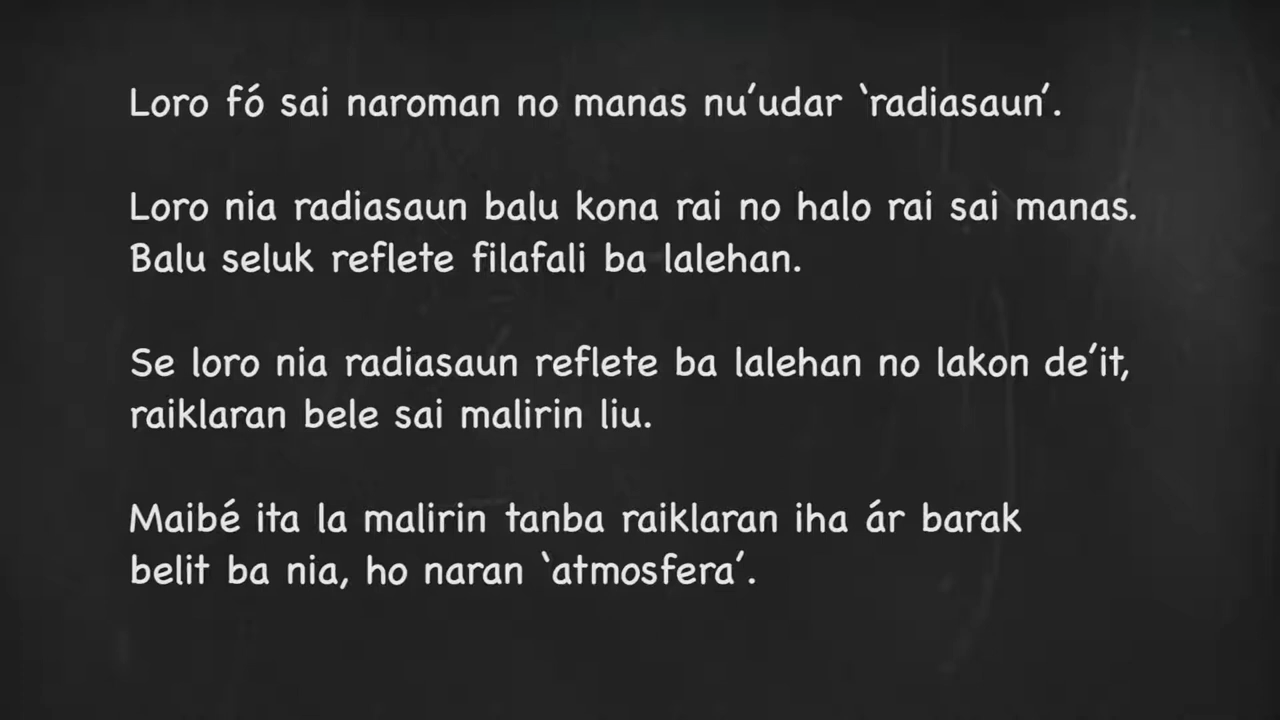 Loro fó sai naroman no manas nu'udar ‘radiasaun'.
Loro nia radiasaun balu kona rai no halo rai sai manas.
Balu seluk reflete filafali ba lalehan.
Se loro nia radiasaun reflete ba lalehan no lakon de'it,
raiklaran bele sai malirin liu.
Maibé ita la malirin tanba raiklaran iha ár barak
belit ba nia, ho naran ‘atmosfera'.